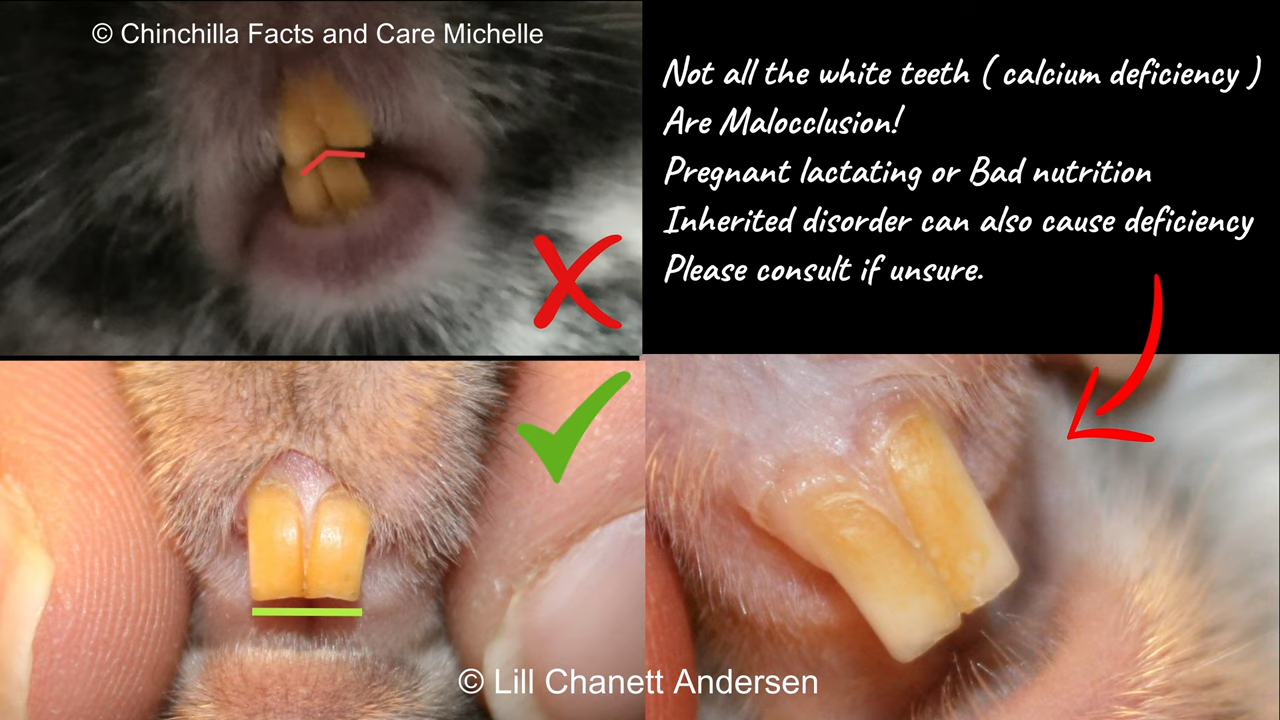 © Chinchilla Facts and Care Michelle
Not all the white teeth ( calcium deficiency )
Are Malocclusion!
Pregnant lactating or Bad nutrition
Inherited disorder can also cause deficiency
Please consult if unsure.
© Lill Chanett Andersen